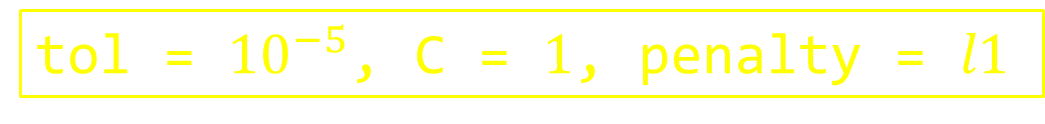 tol = 10⁻⁵, C = 1, penalty = l1